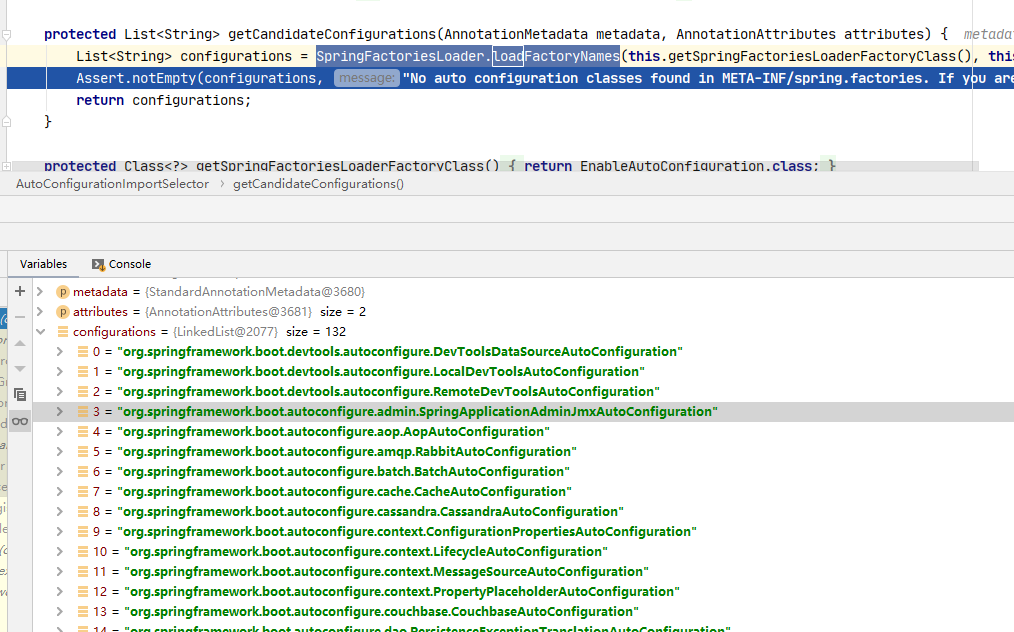 protected List<String> getCandidateConfigurations(AnnotationMetadata metadata, AnnotationAttributes attributes) {
List<String> configurations = SpringFactoriesLoader.loadFactoryNames(this.getSpringFactoriesLoaderFactoryClass(), this
Assert.notEmpty(configurations, message: "No auto configuration classes found in META-INF/spring.factories. If you are
return configurations;
}
protected Class<?> getSpringFactoriesLoaderFactoryClass() { return EnableAutoConfiguration.class; }
AutoConfigurationImportSelector > getCandidateConfigurations()
Variables Console
metadata = {StandardAnnotationMetadata@3680}
attributes = {AnnotationAttributes@3681} size = 2
configurations = {LinkedList@2077} size = 132
0 = "org.springframework.boot.devtools.autoconfigure.DevToolsDataSourceAutoConfiguration"
1 = "org.springframework.boot.devtools.autoconfigure.LocalDevToolsAutoConfiguration"
2 = "org.springframework.boot.devtools.autoconfigure.RemoteDevToolsAutoConfiguration"
3 = "org.springframework.boot.autoconfigure.admin.SpringApplicationAdminJmxAutoConfiguration"
4 = "org.springframework.boot.autoconfigure.aop.AopAutoConfiguration"
5 = "org.springframework.boot.autoconfigure.amqp.RabbitAutoConfiguration"
6 = "org.springframework.boot.autoconfigure.batch.BatchAutoConfiguration"
7 = "org.springframework.boot.autoconfigure.cache.CacheAutoConfiguration"
8 = "org.springframework.boot.autoconfigure.cassandra.CassandraAutoConfiguration"
9 = "org.springframework.boot.autoconfigure.context.ConfigurationPropertiesAutoConfiguration"
10 = "org.springframework.boot.autoconfigure.context.LifecycleAutoConfiguration"
11 = "org.springframework.boot.autoconfigure.context.MessageSourceAutoConfiguration"
12 = "org.springframework.boot.autoconfigure.context.PropertyPlaceholderAutoConfiguration"
13 = "org.springframework.boot.autoconfigure.couchbase.CouchbaseAutoConfiguration"
14 = "org.springframework.boot.autoconfigure.dao.PersistenceExceptionTranslationAutoConfiguration"